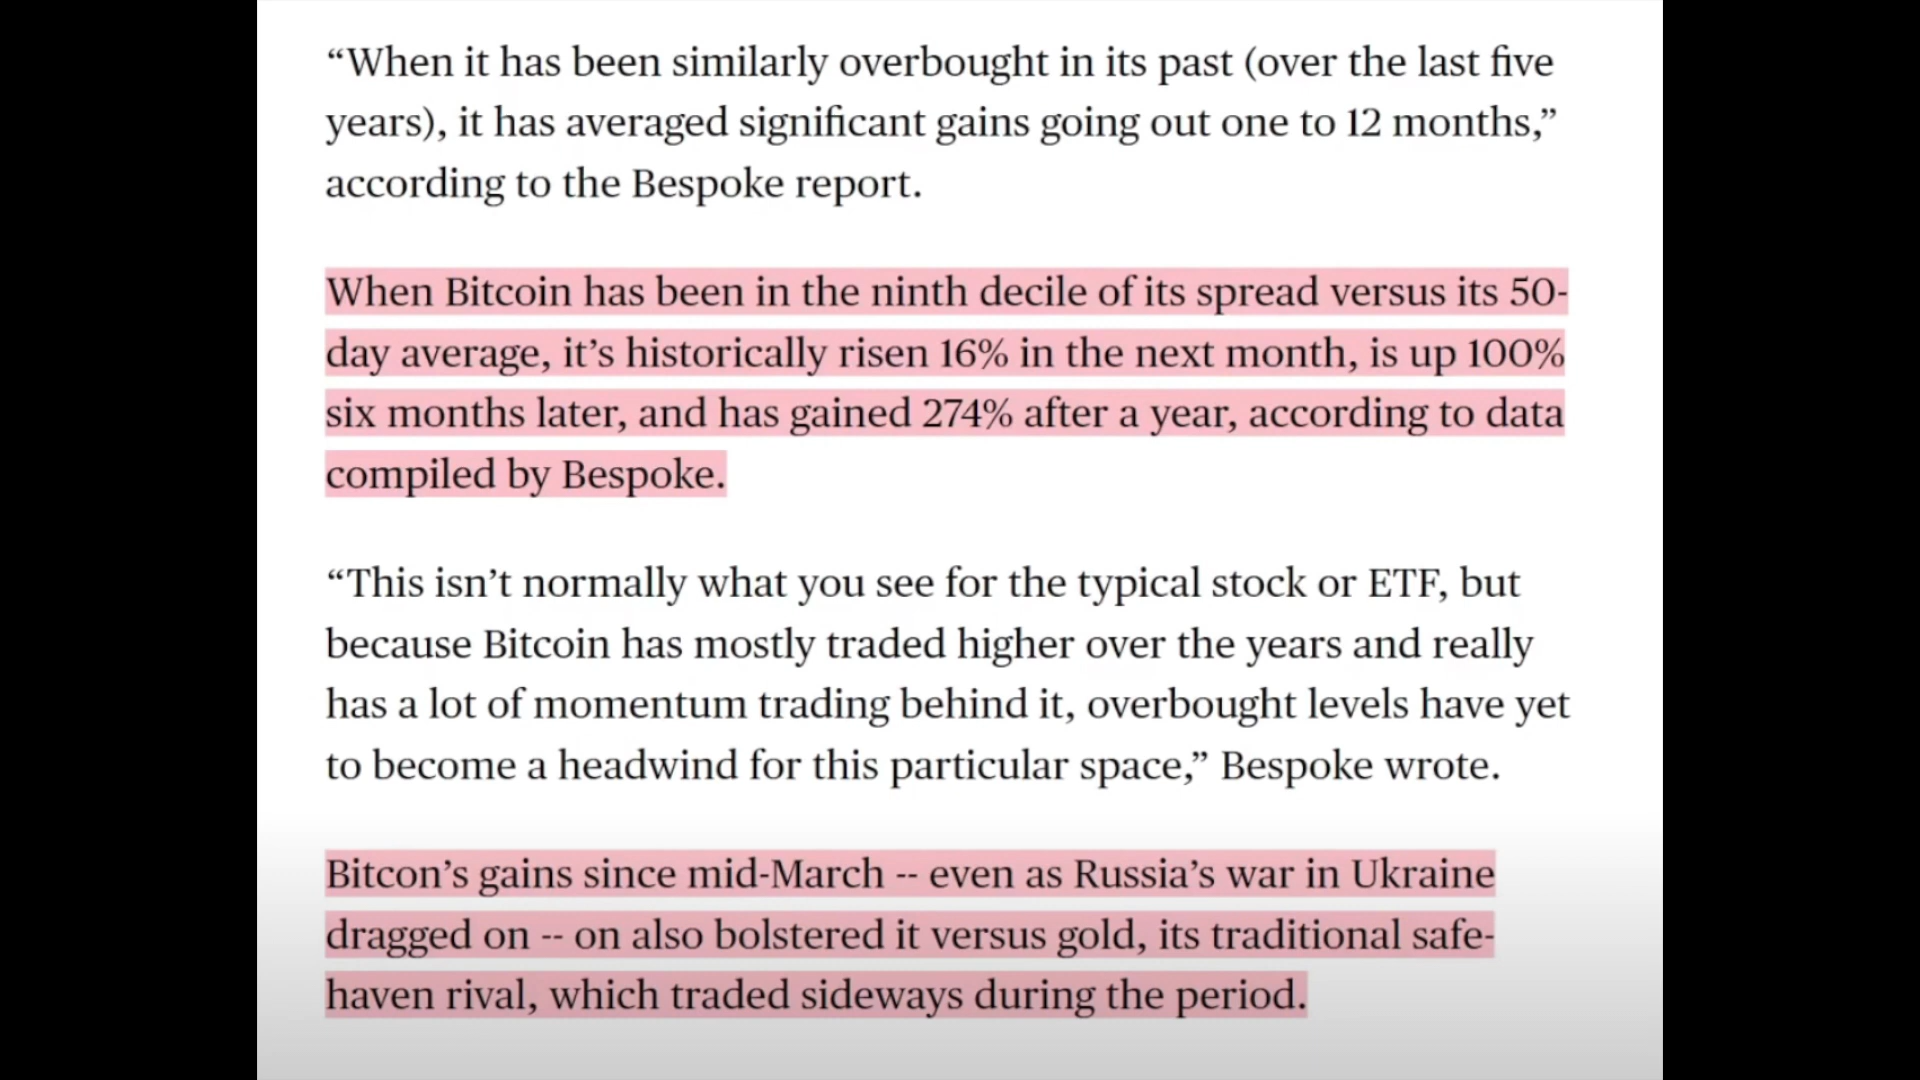 “When it has been similarly overbought in its past (over the last five
years), it has averaged significant gains going out one to 12 months,”
according to the Bespoke report.
When Bitcoin has been in the ninth decile of its spread versus its 50-
day average, it’s historically risen 16% in the next month, is up 100%
six months later, and has gained 274% after a year, according to data
compiled by Bespoke.
“This isn’t normally what you see for the typical stock or ETF, but
because Bitcoin has mostly traded higher over the years and really
has a lot of momentum trading behind it, overbought levels have yet
to become a headwind for this particular space,” Bespoke wrote.
Bitcon’s gains since mid-March -- even as Russia’s war in Ukraine
dragged on -- on also bolstered it versus gold, its traditional safe-
haven rival, which traded sideways during the period.